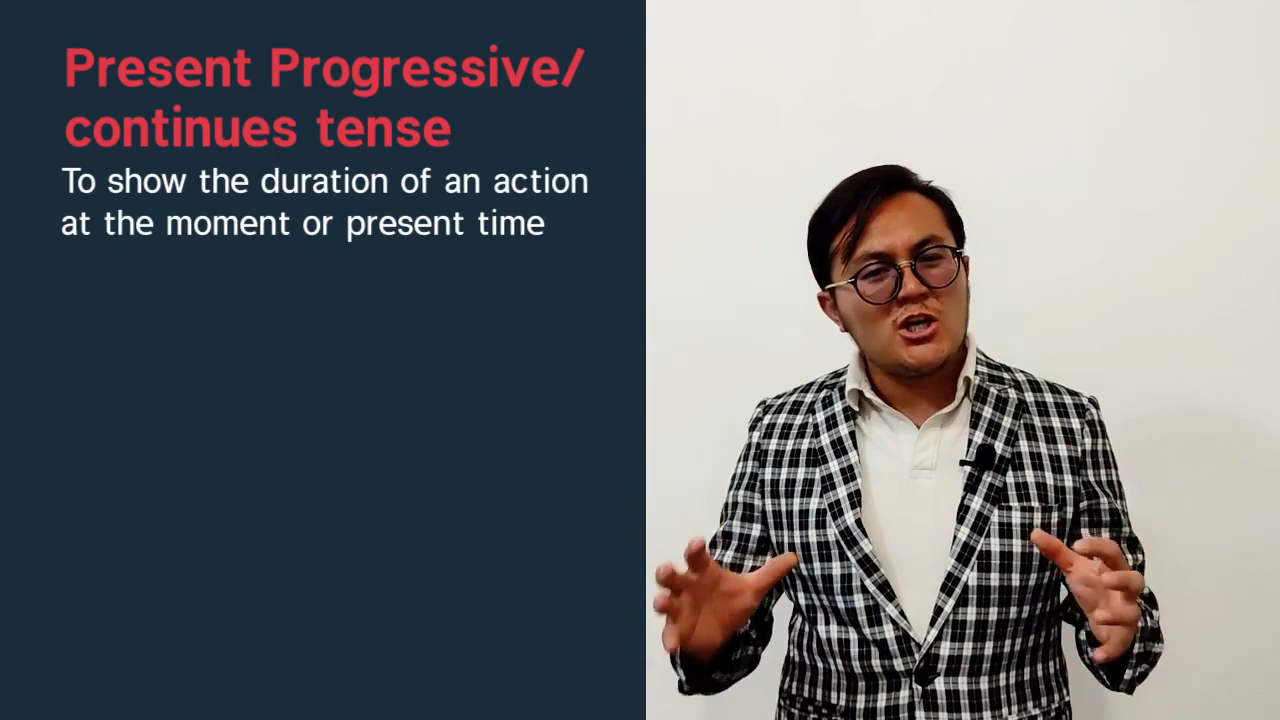 Present Progressive/
continues tense
To show the duration of an action
at the moment or present time